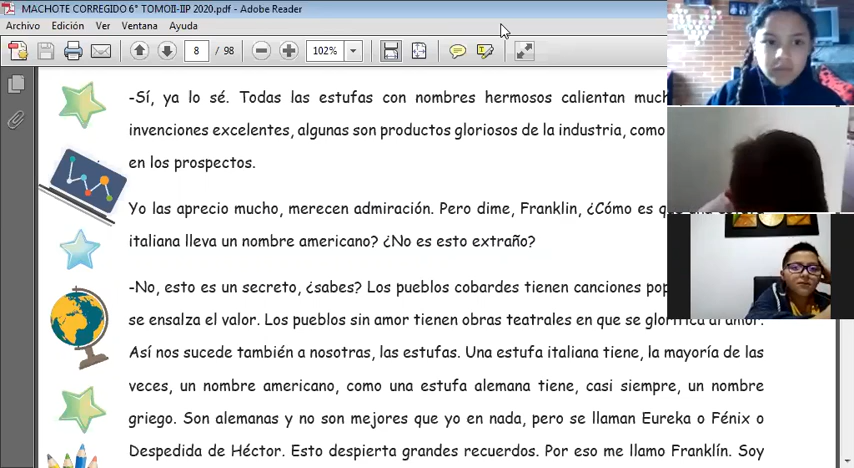 MACHOTE CORREGIDO 6° TOMOII-IIP 2020.pdf - Adobe Reader
Archivo Edición Ver Ventana Ayuda
8 / 98 102%
-Sí, ya lo sé. Todas las estufas con nombres hermosos calientan
invenciones excelentes, algunas son productos gloriosos de la industria, como
en los prospectos.
Yo las aprecio mucho, merecen admiración. Pero dime, Franklin, ¿Cómo es que una
italiana lleva un nombre americano? ¿No es esto extraño?
-No, esto es un secreto, ¿sabes? Los pueblos cobardes tienen canciones
se ensalza el valor. Los pueblos sin amor tienen obras teatrales en que se glorifica al amor.
Así nos sucede también a nosotras, las estufas. Una estufa italiana tiene, la mayoría de las
veces, un nombre americano, como una estufa alemana tiene, casi siempre, un nombre
griego. Son alemanas y no son mejores que yo en nada, pero se llaman Eureka o Fénix o
Despedida de Héctor. Esto despierta grandes recuerdos. Por eso me llamo Franklín. Soy